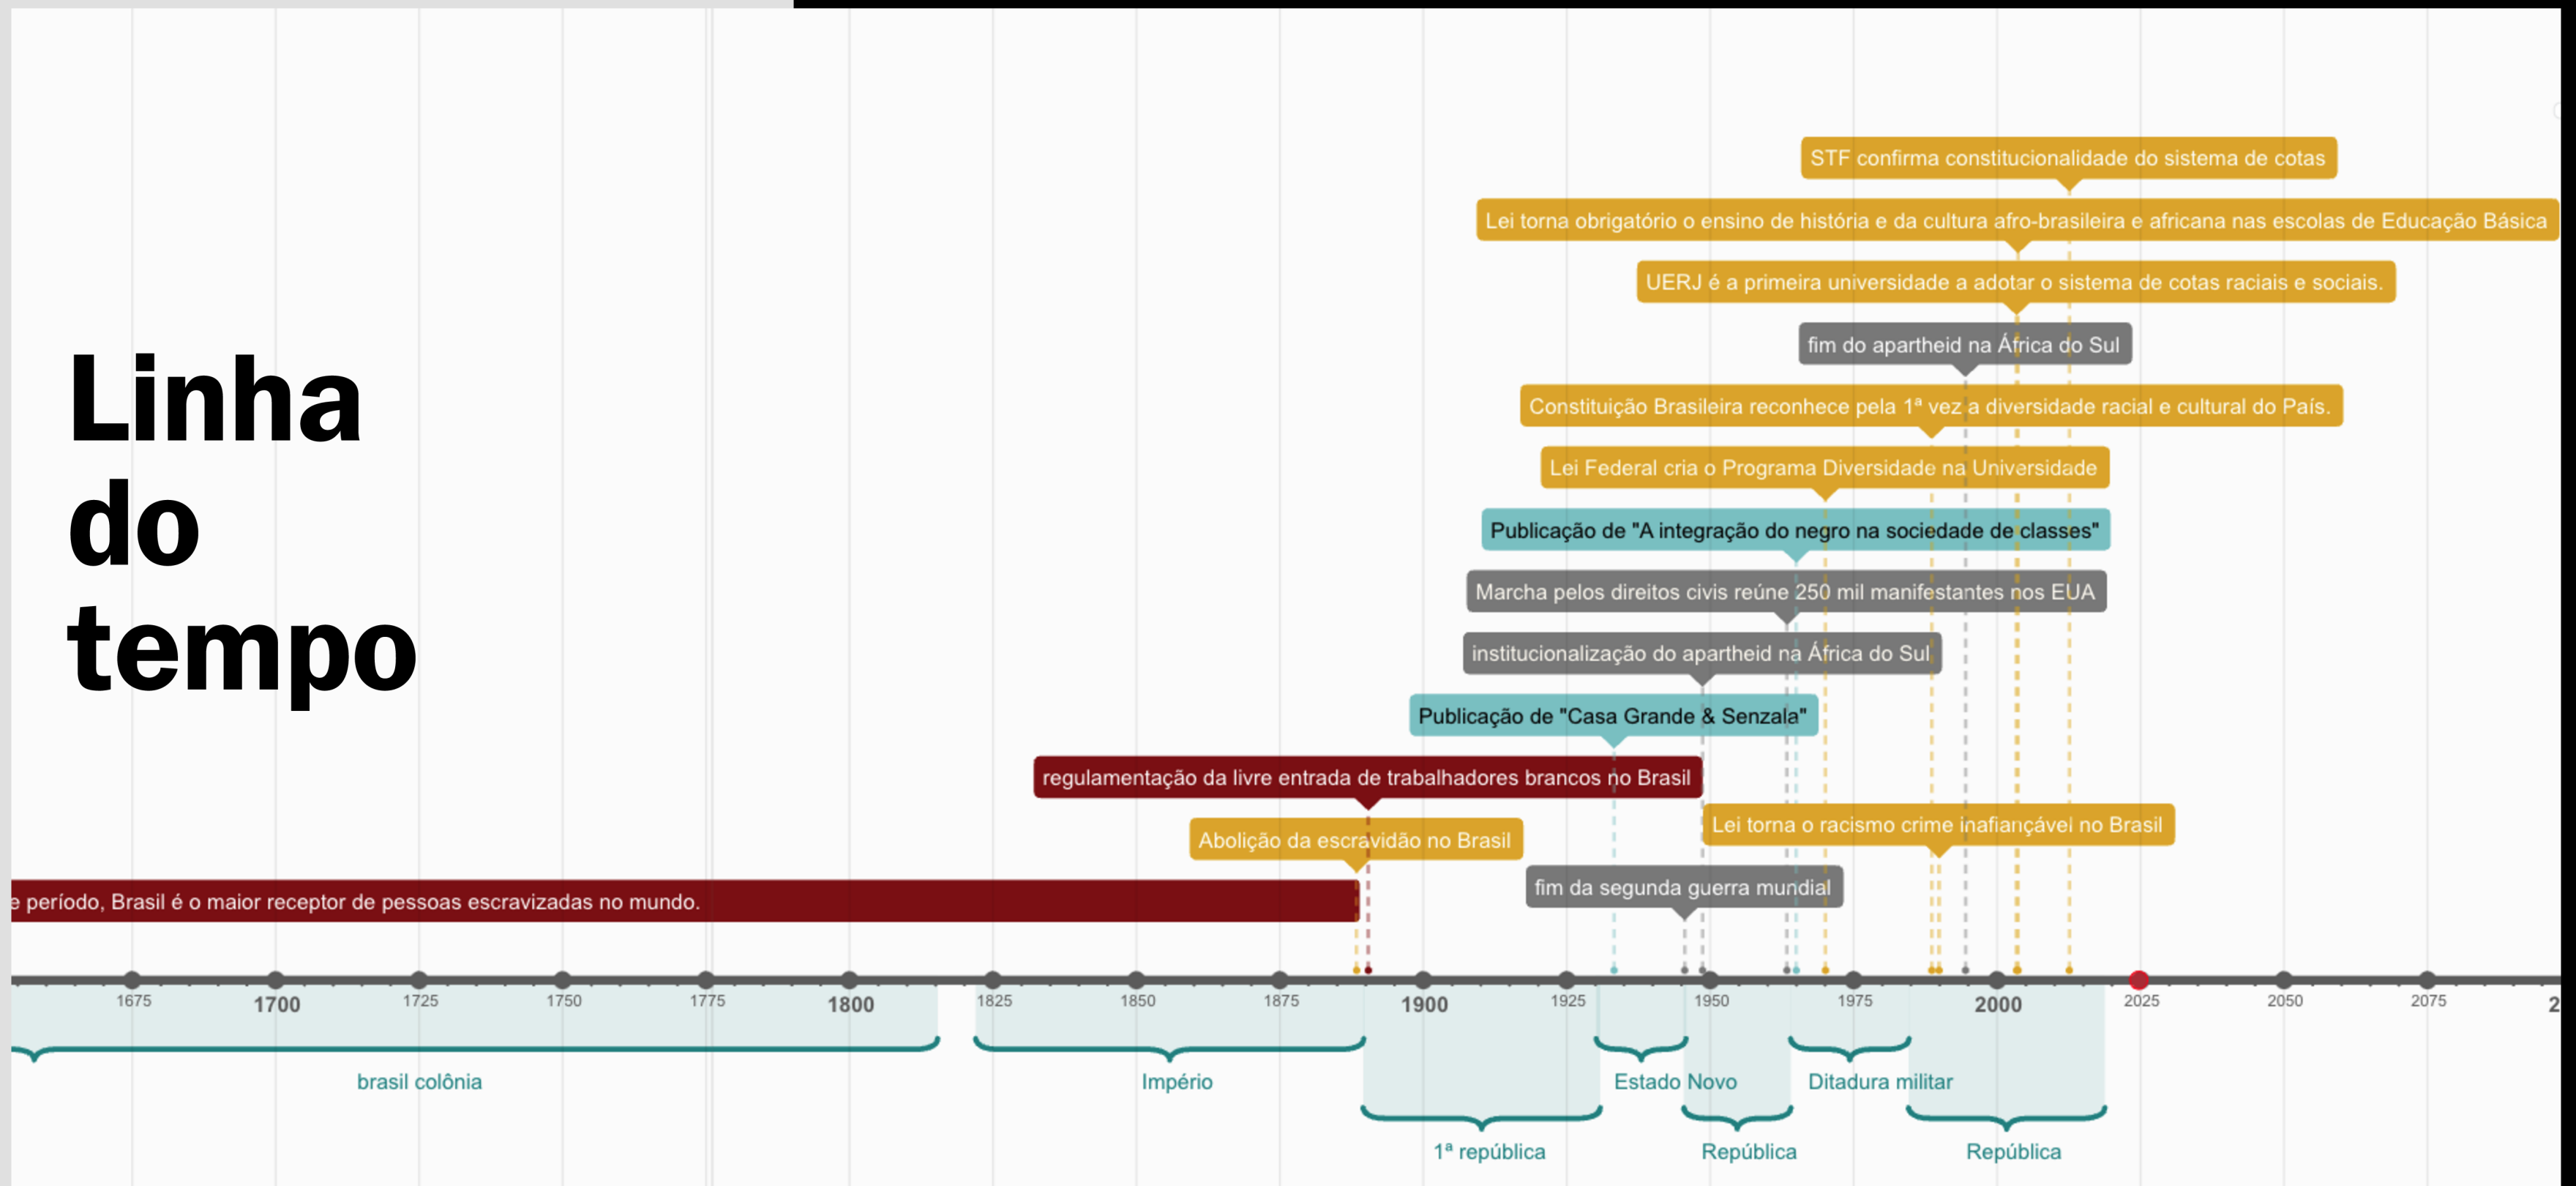 Linha
do
tempo
STF confirma constitucionalidade do sistema de cotas
Lei torna obrigatório o ensino de história e da cultura afro-brasileira e africana nas escolas de Educação Básica
UERJ é a primeira universidade a adotar o sistema de cotas raciais e sociais.
fim do apartheid na África do Sul
Constituição Brasileira reconhece pela 1ª vez a diversidade racial e cultural do País.
Lei Federal cria o Programa Diversidade na Universidade
Publicação de "A integração do negro na sociedade de classes"
Marcha pelos direitos civis reúne 250 mil manifestantes nos EUA
institucionalização do apartheid na África do Sul
Publicação de "Casa Grande & Senzala"
regulamentação da livre entrada de trabalhadores brancos no Brasil
Lei torna o racismo crime inafiançável no Brasil
Abolição da escravidão no Brasil
fim da segunda guerra mundial
e período, Brasil é o maior receptor de pessoas escravizadas no mundo.
1675 1700 1725 1750 1775 1800 1825 1850 1875 1900 1925 1950 1975 2000 2025 2050 2075 2
brasil colônia Império Estado Novo Ditadura militar
1ª república República República